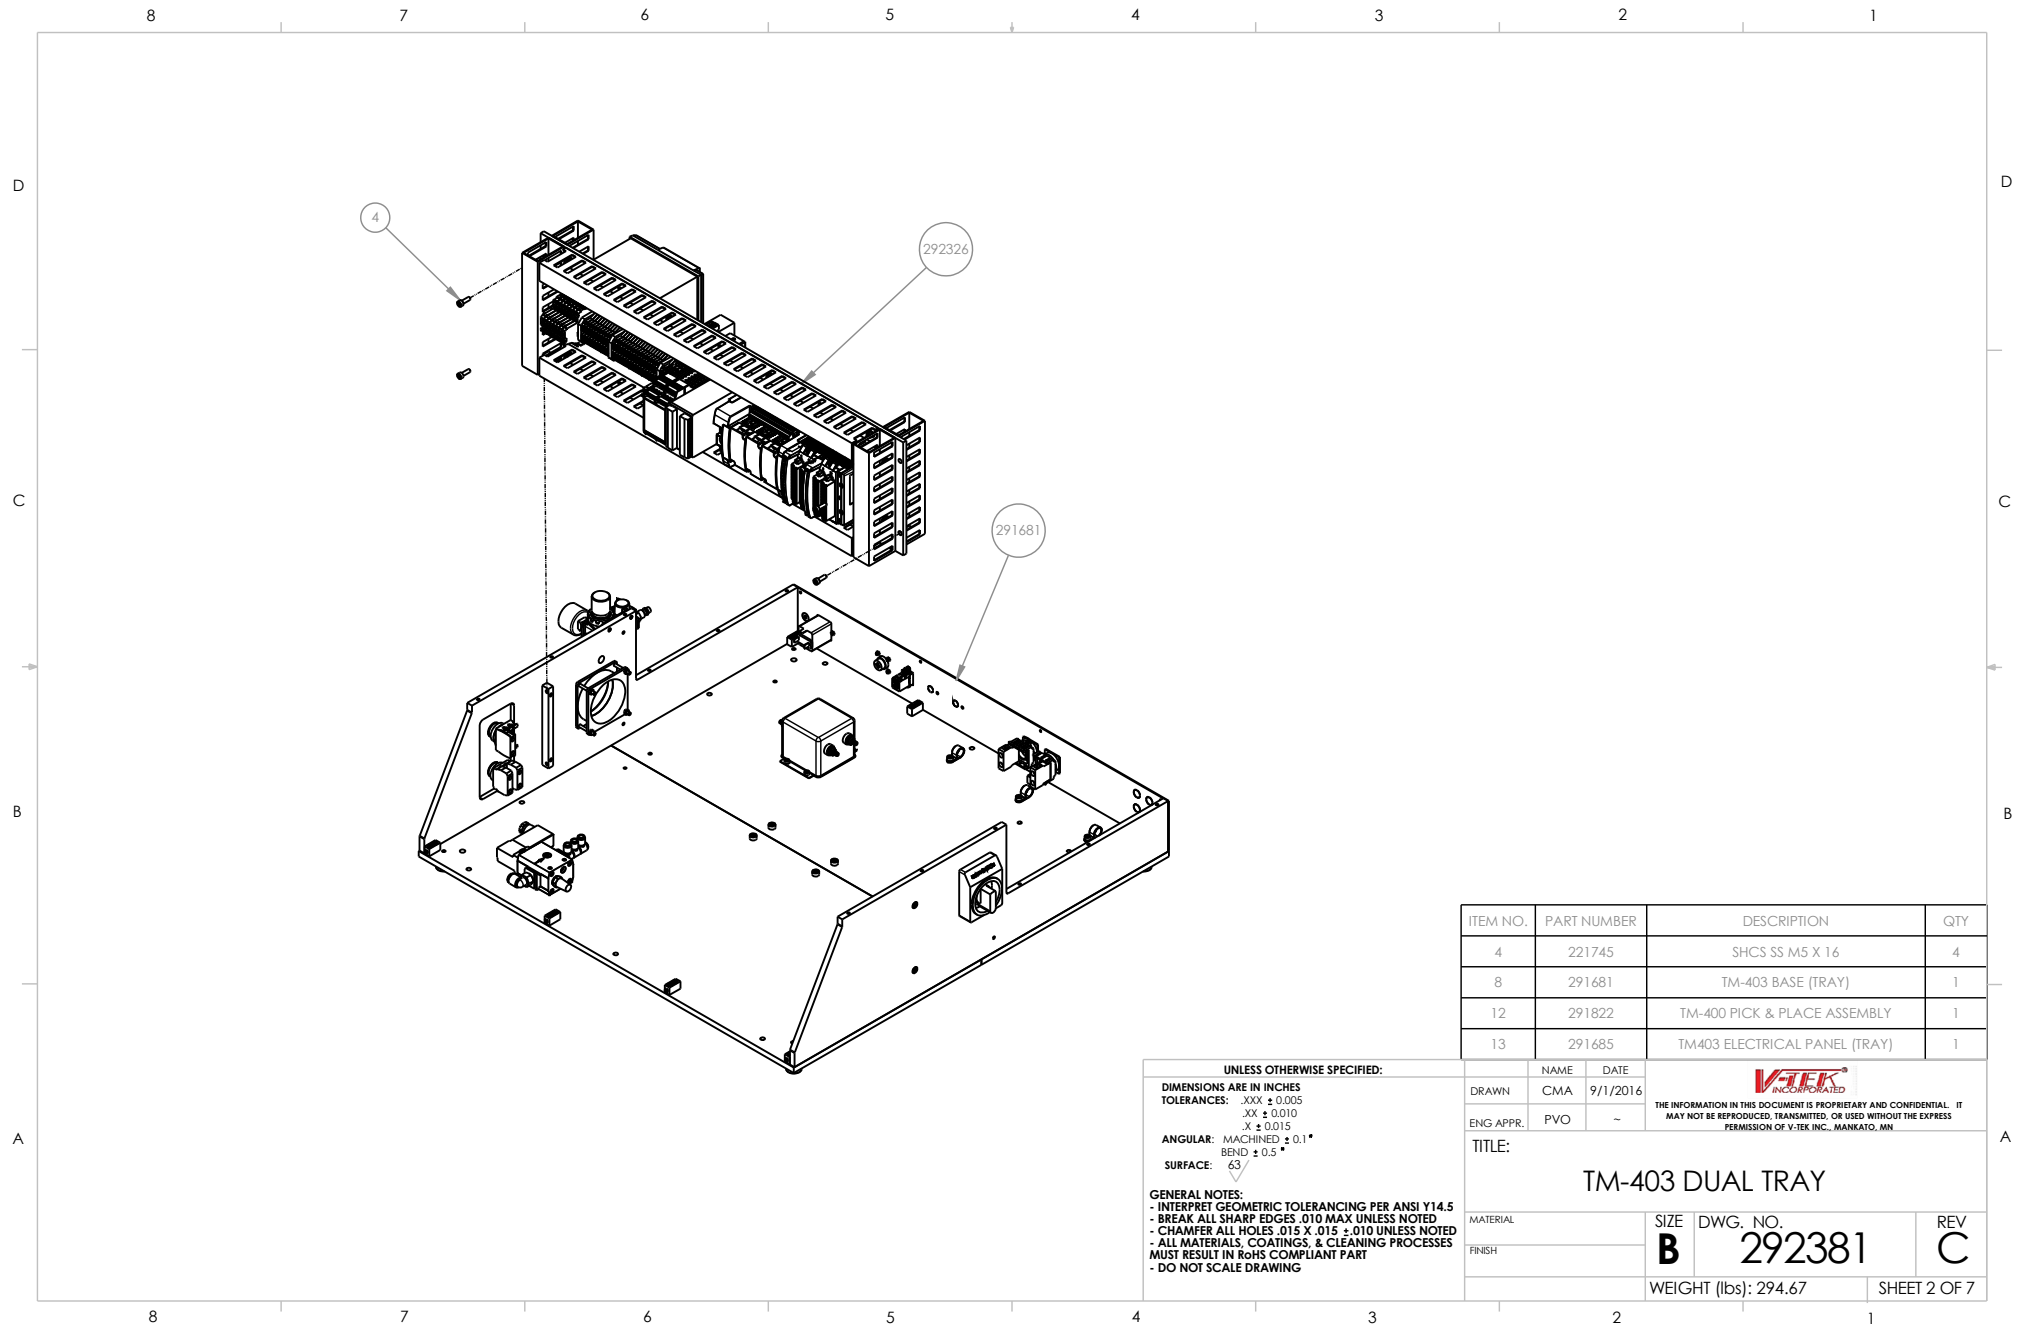 8 7 6 5 4 3 2 1
D D
4
292326
C C
291681
B B
ITEM NO. PART NUMBER DESCRIPTION QTY
4 221745 SHCS SS M5 X 16 4
8 291681 TM-403 BASE (TRAY) 1
12 291822 TM-400 PICK & PLACE ASSEMBLY 1
13 291685 TM403 ELECTRICAL PANEL (TRAY) 1
A A
UNLESS OTHERWISE SPECIFIED:
DIMENSIONS ARE IN INCHES
TOLERANCES: .XXX ± 0.005
.XX ± 0.010
.X ± 0.015
ANGULAR: MACHINED ± 0.1°
BEND ± 0.5 °
SURFACE: 63
GENERAL NOTES:
- INTERPRET GEOMETRIC TOLERANCING PER ANSI Y14.5
- BREAK ALL SHARP EDGES .010 MAX UNLESS NOTED
- CHAMFER ALL HOLES .015 X .015 ±.010 UNLESS NOTED
- ALL MATERIALS, COATINGS, & CLEANING PROCESSES
MUST RESULT IN RoHS COMPLIANT PART
- DO NOT SCALE DRAWING
NAME DATE
DRAWN CMA 9/1/2016
ENG APPR. PVO ~
V-TEK®
INCORPORATED
THE INFORMATION IN THIS DOCUMENT IS PROPRIETARY AND CONFIDENTIAL. IT
MAY NOT BE REPRODUCED, TRANSMITTED, OR USED WITHOUT THE EXPRESS
PERMISSION OF V-TEK INC., MANKATO, MN
TITLE:
TM-403 DUAL TRAY
MATERIAL
FINISH
SIZE DWG. NO. REV
B 292381 C
WEIGHT (lbs): 294.67 SHEET 2 OF 7
8 7 6 5 4 3 2 1